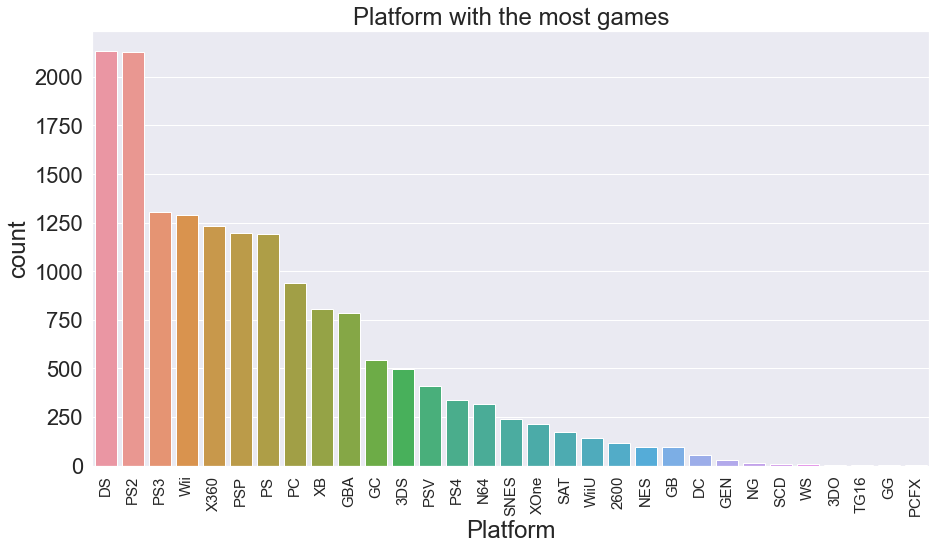 Platform with the most games
count
2000
1750
1500
1250
1000
750
500
250
0
DS
PS2
PS3
Wii
X360
PSP
PS
PC
XB
GBA
GC
3DS
PSV
PS4
N64
SNES
XOne
SAT
WiiU
2600
NES
GB
DC
GEN
NG
SCD
WS
3DO
TG16
GG
PCFX
Platform